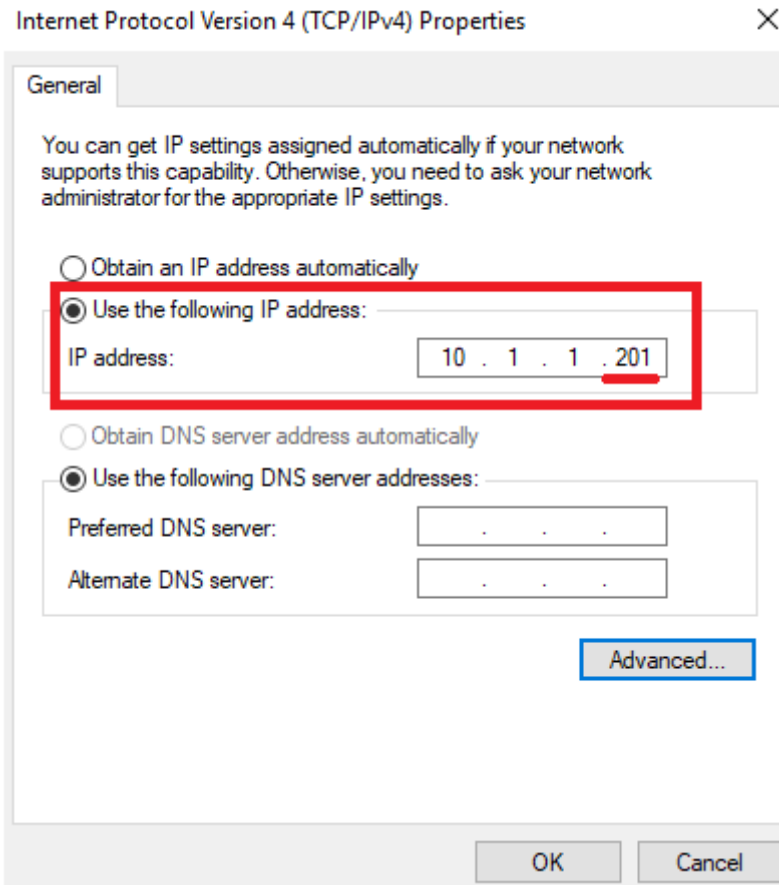 Internet Protocol Version 4 (TCP/IPv4) Properties
General
You can get IP settings assigned automatically if your network
supports this capability. Otherwise, you need to ask your network
administrator for the appropriate IP settings.
Obtain an IP address automatically
Use the following IP address:
IP address: 10 . 1 . 1 . 201
Obtain DNS server address automatically
Use the following DNS server addresses:
Preferred DNS server: . . .
Alternate DNS server: . . .
Advanced...
OK Cancel